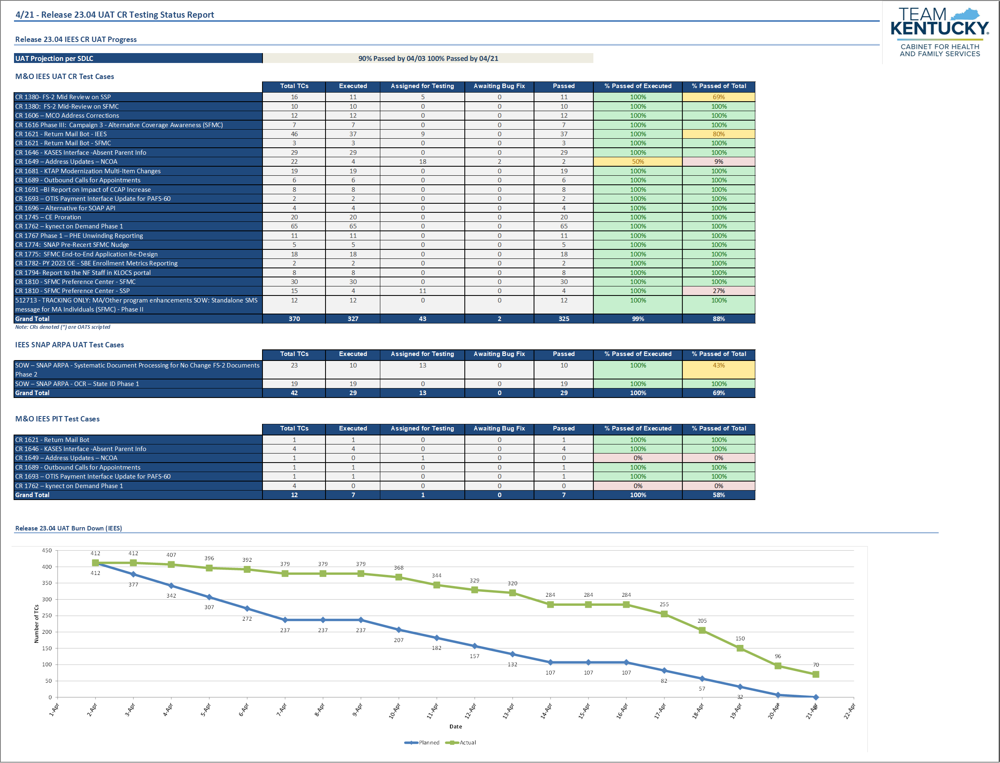 4/21 - Release 23.04 UAT CR Testing Status Report
TEAM
KENTUCKY®
CABINET FOR HEALTH
AND FAMILY SERVICES
Release 23.04 IEES CR UAT Progress
UAT Projection per SDLC 90% Passed by 04/03 100% Passed by 04/21
M&O IEES UAT CR Test Cases
Total TCs Executed Assigned for Testing Awaiting Bug Fix Passed % Passed of Executed % Passed of Total
CR 1380- FS-2 Mid Review on SSP 16 11 5 0 11 100% 69%
CR 1380:  FS-2 Mid-Review on SFMC 10 10 0 0 10 100% 100%
CR 1606 – MCO Address Corrections 12 12 0 0 12 100% 100%
CR 1616 Phase III:  Campaign 3 - Alternative Coverage Awareness (SFMC) 7 7 0 0 7 100% 100%
CR 1621 - Return Mail Bot - IEES 46 37 9 0 37 100% 80%
CR 1621 - Return Mail Bot - SFMC 3 3 0 0 3 100% 100%
CR 1646 - KASES Interface -Absent Parent Info 29 29 0 0 29 100% 100%
CR 1649 – Address Updates – NCOA 22 4 18 2 2 50% 9%
CR 1681 - KTAP Modernization Multi-Item Changes 19 19 0 0 19 100% 100%
CR 1689 - Outbound Calls for Appointments 6 6 0 0 6 100% 100%
CR 1691 –BI Report on Impact of CCAP Increase 8 8 0 0 8 100% 100%
CR 1693 – OTIS Payment Interface Update for PAFS-60 2 2 0 0 2 100% 100%
CR 1696 – Alternative for SOAP API 4 4 0 0 4 100% 100%
CR 1745 – CE Proration 20 20 0 0 20 100% 100%
CR 1762 – kynect on Demand Phase 1 65 65 0 0 65 100% 100%
CR 1767 Phase 1 – PHE Unwinding Reporting 11 11 0 0 11 100% 100%
CR 1774:  SNAP Pre-Recert SFMC Nudge 5 5 0 0 5 100% 100%
CR 1775:  SFMC End-to-End Application Re-Design 18 18 0 0 18 100% 100%
CR 1782- PY 2023 OE - SBE Enrollment Metrics Reporting 2 2 0 0 2 100% 100%
CR 1794- Report to the NF Staff in KLOCS portal 8 8 0 0 8 100% 100%
CR 1810 - SFMC Preference Center - SFMC 30 30 0 0 30 100% 100%
CR 1810 - SFMC Preference Center - SSP 15 4 11 0 4 100% 27%
512713 - TRACKING ONLY: MA/Other program enhancements SOW: Standalone SMS 12 12 0 0 12 100% 100%
message for MA Individuals (SFMC) - Phase II
Grand Total 370 327 43 2 325 99% 88%
Note: CRs denoted (*) are OATS scripted
IEES SNAP ARPA UAT Test Cases
Total TCs Executed Assigned for Testing Awaiting Bug Fix Passed % Passed of Executed % Passed of Total
SOW – SNAP ARPA - Systematic Document Processing for No Change FS-2 Documents 23 10 13 0 10 100% 43%
Phase 2
SOW – SNAP ARPA - OCR – State ID Phase 1 19 19 0 0 19 100% 100%
Grand Total 42 29 13 0 29 100% 69%
M&O IEES PIT Test Cases
Total TCs Executed Assigned for Testing Awaiting Bug Fix Passed % Passed of Executed % Passed of Total
CR 1621 - Return Mail Bot 1 1 0 0 1 100% 100%
CR 1646 - KASES Interface -Absent Parent Info 4 4 0 0 4 100% 100%
CR 1649 – Address Updates – NCOA 1 0 1 0 0 0% 0%
CR 1689 - Outbound Calls for Appointments 1 1 0 0 1 100% 100%
CR 1693 – OTIS Payment Interface Update for PAFS-60 1 1 0 0 1 100% 100%
CR 1762 – kynect on Demand Phase 1 4 0 0 0 0 0% 0%
Grand Total 12 7 1 0 7 100% 58%
Release 23.04 UAT Burn Down (IEES)
Number of TCs
450
400
350
300
250
200
150
100
50
0
412 412 407 396 392 379 379 379 368 344 329 320 284 284 284 255 205 150 96 70
412 377 342 307 272 237 237 237 207 182 157 132 107 107 107 82 57 32
1-Apr 2-Apr 3-Apr 4-Apr 5-Apr 6-Apr 7-Apr 8-Apr 9-Apr 10-Apr 11-Apr 12-Apr 13-Apr 14-Apr 15-Apr 16-Apr 17-Apr 18-Apr 19-Apr 20-Apr 21-Apr 22-Apr
Date
Planned Actual